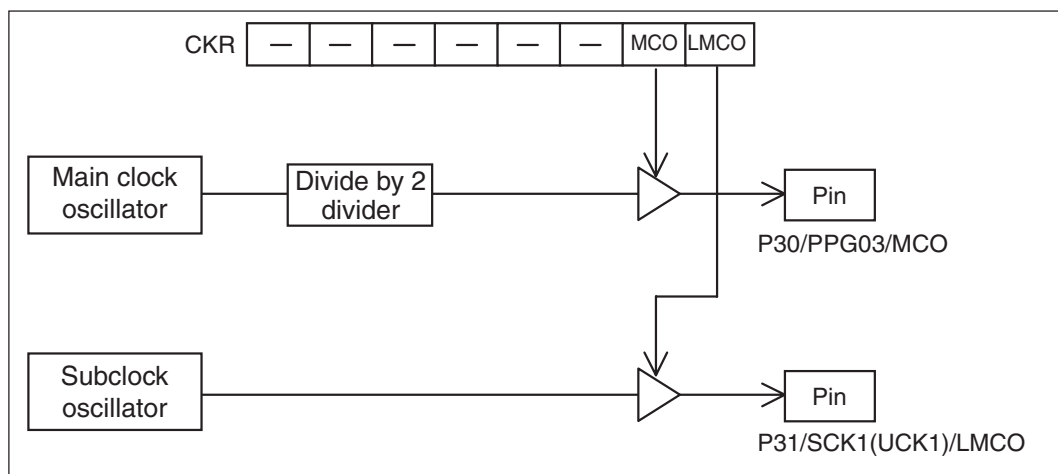 CKR — — — — — — MCO LMCO
Main clock
oscillator
Divide by 2
divider
Pin
P30/PPG03/MCO
Subclock
oscillator
Pin
P31/SCK1(UCK1)/LMCO